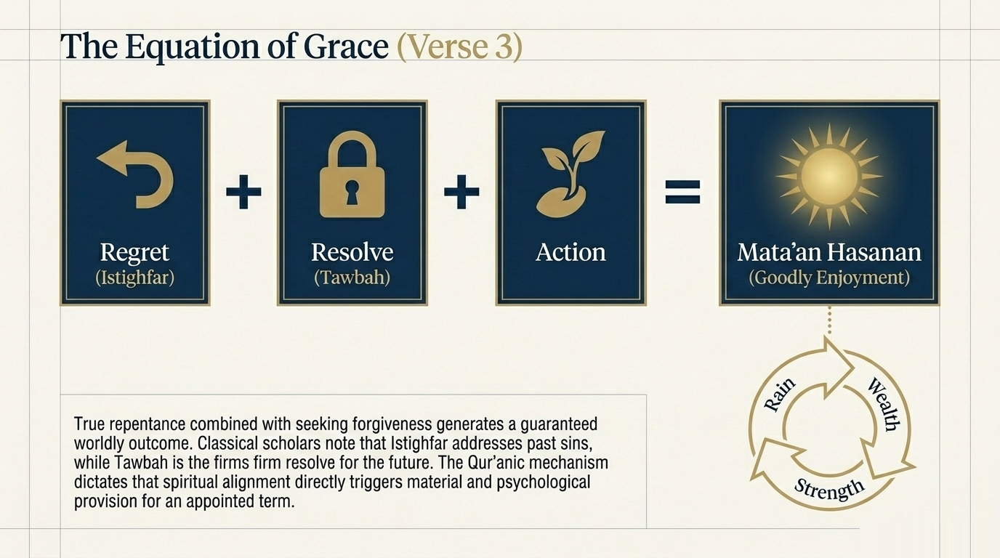 The Equation of Grace (Verse 3)
Regret
(Istighfar)
+
Resolve
(Tawbah)
+
Action
=
Mata'an Hasanan
(Goodly Enjoyment)
Rain
Wealth
Strength
True repentance combined with seeking forgiveness generates a guaranteed
worldly outcome. Classical scholars note that Istighfar addresses past sins,
while Tawbah is the firms firm resolve for the future. The Qur'anic mechanism
dictates that spiritual alignment directly triggers material and psychological
provision for an appointed term.